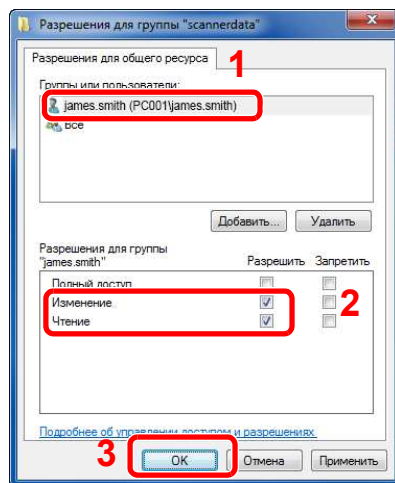 Разрешения для группы "scannerdata"
Разрешения для общего ресурса
1
Группы или пользователи:
james.smith (PC001\james.smith)
Все
Добавить... Удалить
Разрешения для группы
"james.smith" Разрешить Запретить
Полный доступ
Изменение
2
Чтение
Подробнее об управлении доступом и разрешениях
3
ОК Отмена Применить